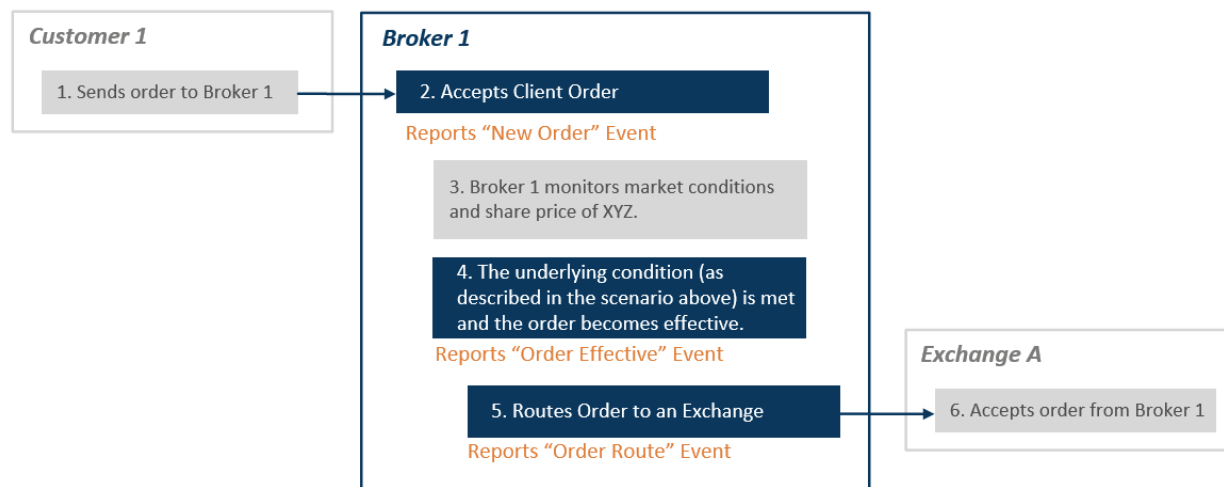 Customer 1
1. Sends order to Broker 1
Broker 1
2. Accepts Client Order
Reports “New Order” Event
3. Broker 1 monitors market conditions
and share price of XYZ.
4. The underlying condition (as
described in the scenario above) is met
and the order becomes effective.
Reports “Order Effective” Event
5. Routes Order to an Exchange
Reports “Order Route” Event
Exchange A
6. Accepts order from Broker 1